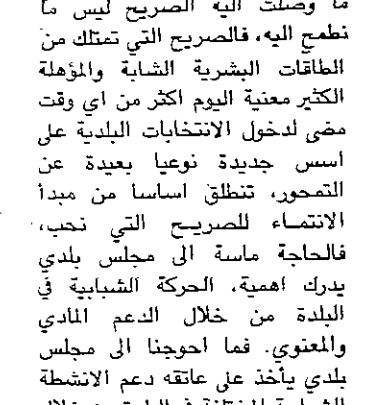 ما وصلت اليه الصريح ليس ما
نطمح اليه، فالصريح التي تمتلك من
الطاقات البشرية الشابة والمؤهلة
الكثير معنية اليوم اكثر من اي وقت
مضى لدخول الانتخابات البلدية على
اسس جديدة نوعيا بعيدة عن
التمحور، تنطلق اساسا من مبدأ
الانتماء للصريح التي نحب،
فالحاجة ماسة الى مجلس بلدي
يدرك اهمية، الحركة الشبابية في
البلدة من خلال الدعم المادي
والمعنوي. فما احوجنا الى مجلس
بلدي يأخذ على عاتقه دعم الانشطة